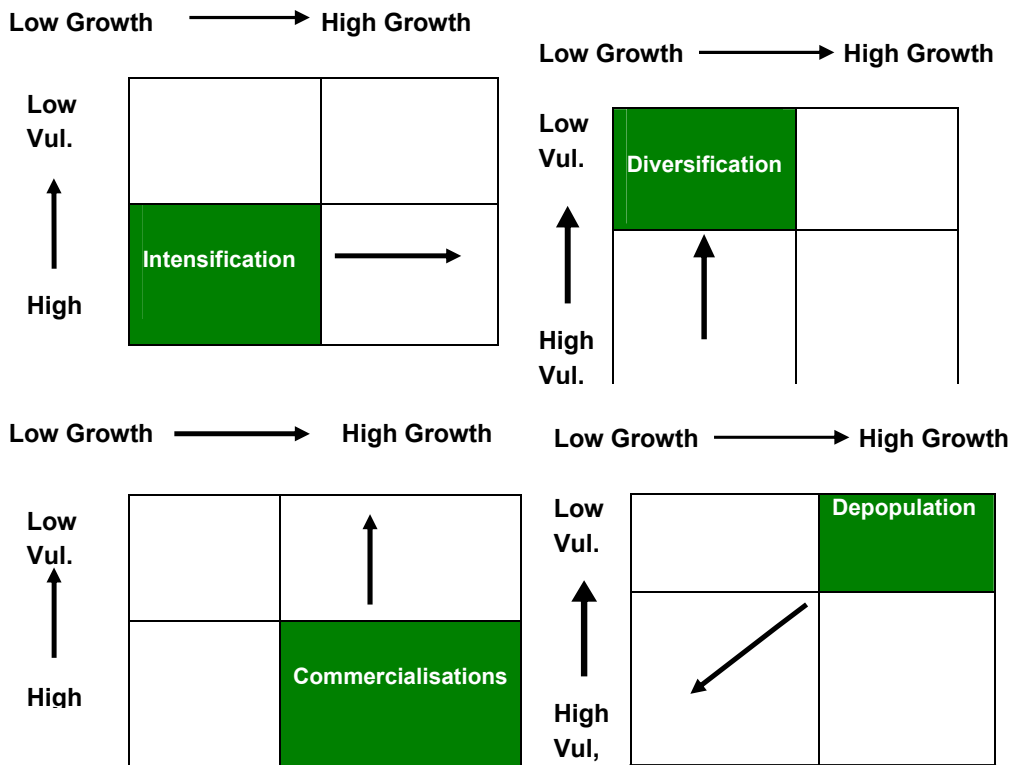 Low Growth High Growth
Low
Vul.
Intensification
High
Low Growth High Growth
Low
Vul.
Diversification
High
Vul.
Low Growth High Growth
Low
Vul.
Commercialisations
High
Low Growth High Growth
Low
Vul.
Depopulation
High
Vul,